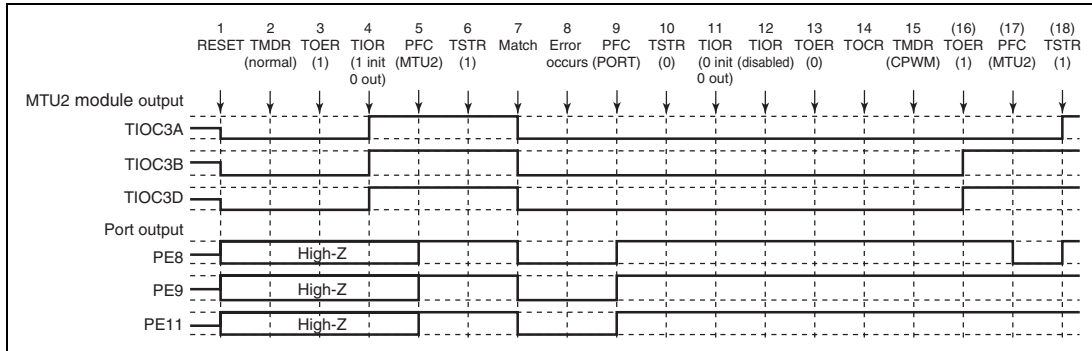 1 2 3 4 5 6 7 8 9 10 11 12 13 14 15 (16) (17) (18)
RESET TMDR TOER TIOR PFC TSTR Match Error PFC TSTR TIOR TIOR TOER TOCR TMDR TOER PFC TSTR
(normal) (1) (1 init (MTU2) (1) occurs (PORT) (0) (0 init (disabled) (0) (CPWM) (1) (MTU2) (1)
0 out) 0 out)
MTU2 module output
TIOC3A
TIOC3B
TIOC3D
Port output
PE8 High-Z
PE9 High-Z
PE11 High-Z